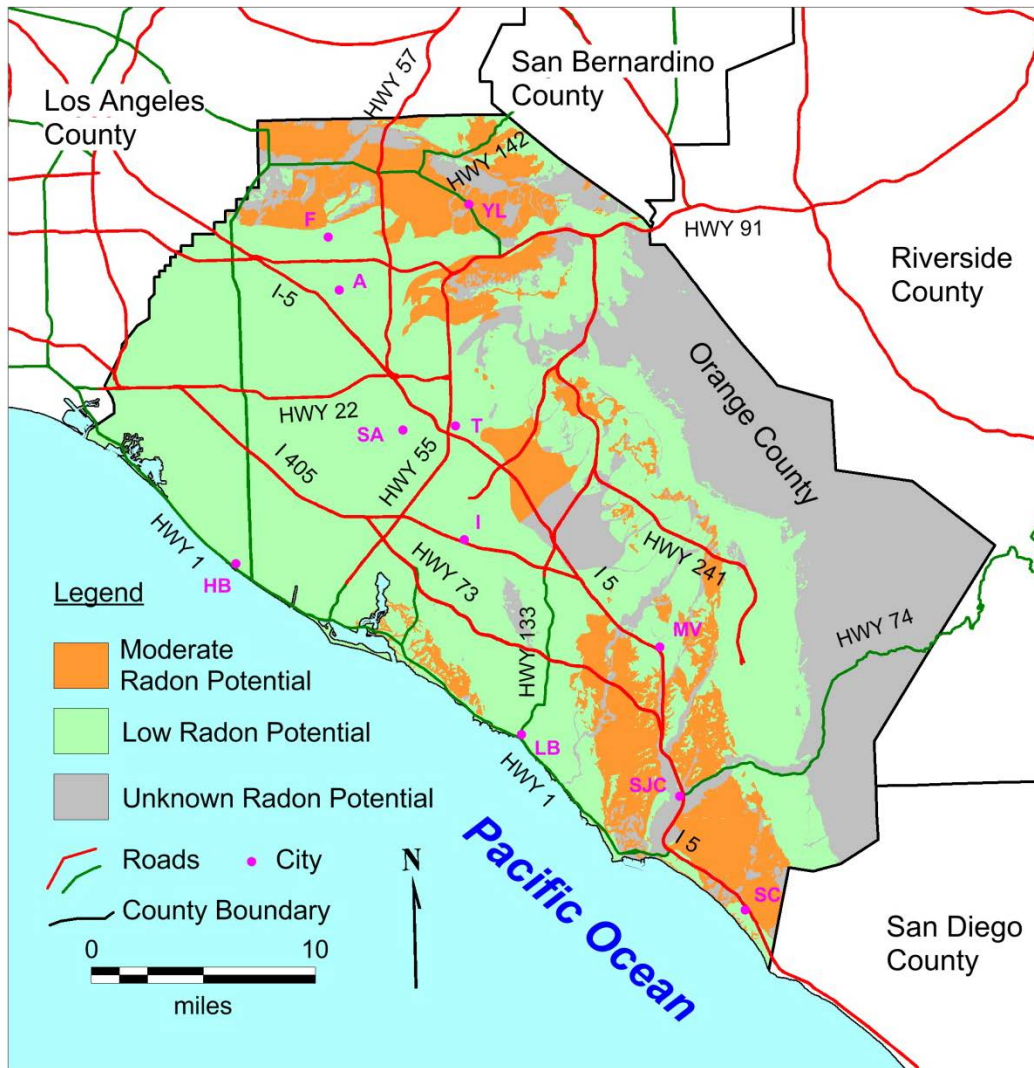 HWY 57
San Bernardino
County
Los Angeles
County
HWY 142
YL
F
HWY 91
A
I-5
Riverside
County
Orange County
HWY 22
SA
T
HWY 55
I 405
HWY 1
I
HB
HWY 73
I 5
HWY 241
HWY 133
MV
HWY 74
LB
HWY 1
SJC
I 5
SC
Pacific Ocean
San Diego
County
Legend
Moderate
Radon Potential
Low Radon Potential
Unknown Radon Potential
Roads
City
County Boundary
N
0 10
miles